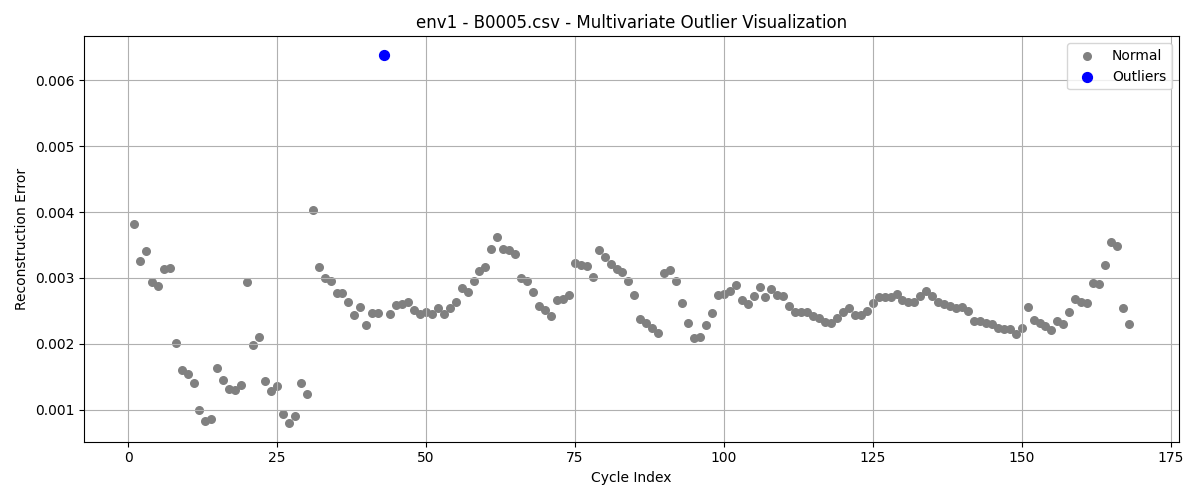 env1 - B0005.csv - Multivariate Outlier Visualization
Normal
Outliers
Reconstruction Error
0.006
0.005
0.004
0.003
0.002
0.001
0 25 50 75 100 125 150 175
Cycle Index